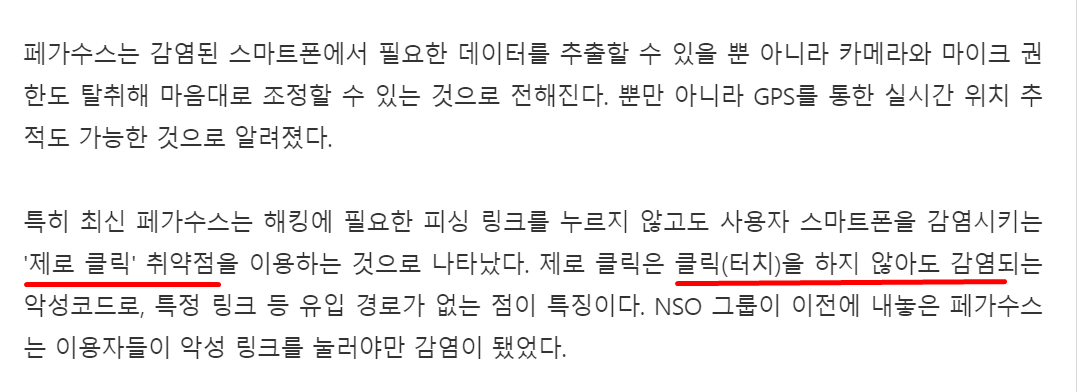 페가수스는 감염된 스마트폰에서 필요한 데이터를 추출할 수 있을 뿐 아니라 카메라와 마이크 권
한도 탈취해 마음대로 조정할 수 있는 것으로 전해진다. 뿐만 아니라 GPS를 통한 실시간 위치 추
적도 가능한 것으로 알려졌다.
특히 최신 페가수스는 해킹에 필요한 피싱 링크를 누르지 않고도 사용자 스마트폰을 감염시키는
'제로 클릭' 취약점을 이용하는 것으로 나타났다. 제로 클릭은 클릭(터치)을 하지 않아도 감염되는
악성코드로, 특정 링크 등 유입 경로가 없는 점이 특징이다. NSO 그룹이 이전에 내놓은 페가수스
는 이용자들이 악성 링크를 눌러야만 감염이 됐었다.